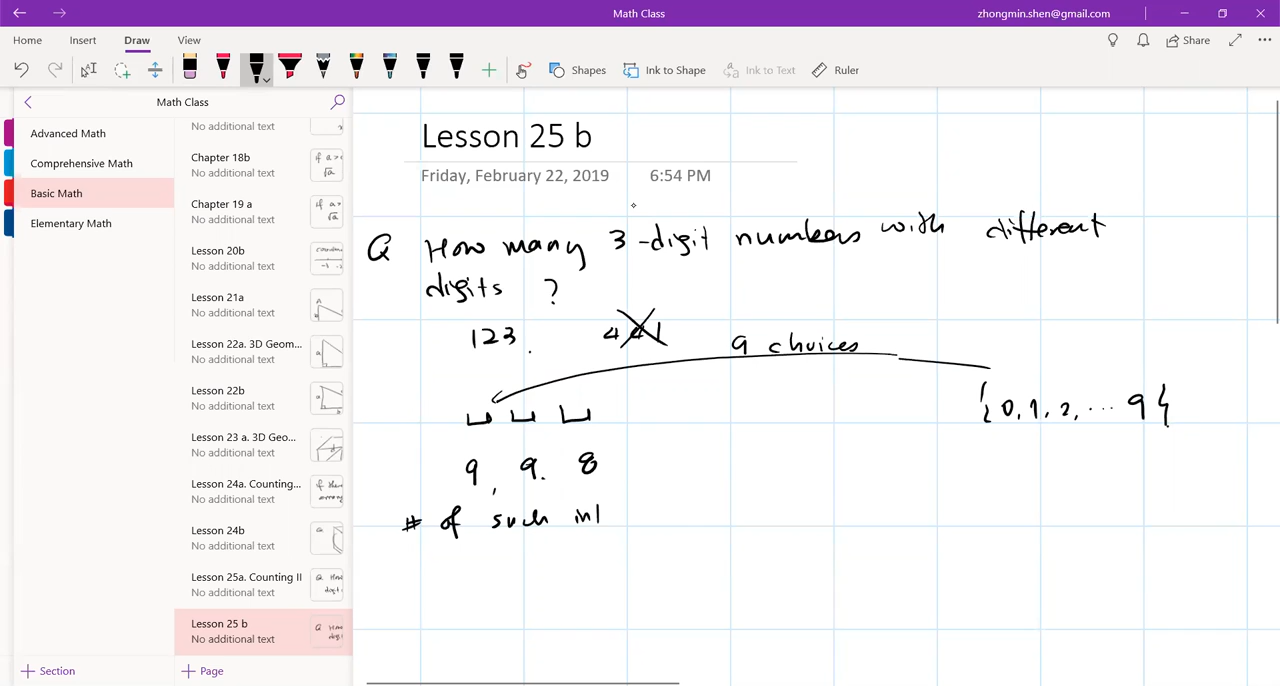 Math Class
zhongmin.shen@gmail.com
Home
Insert
Draw
View
Shapes
Ink to Shape
Ink to Text
Ruler
Share
Math Class
Advanced Math
Comprehensive Math
Basic Math
Elementary Math
No additional text
Chapter 18b
No additional text
Chapter 19 a
No additional text
Lesson 20b
No additional text
Lesson 21a
No additional text
Lesson 22a. 3D Geom...
No additional text
Lesson 22b
No additional text
Lesson 23 a. 3D Geo...
No additional text
Lesson 24a. Counting...
No additional text
Lesson 24b
No additional text
Lesson 25a. Counting II
No additional text
Lesson 25 b
No additional text
+ Section
+ Page
Lesson 25 b
Friday, February 22, 2019 6:54 PM
Q How many 3-digit numbers with different
digits ?
123. 441
9 choices
{0, 1, 2, ... 9}
9, 9. 8
# of such